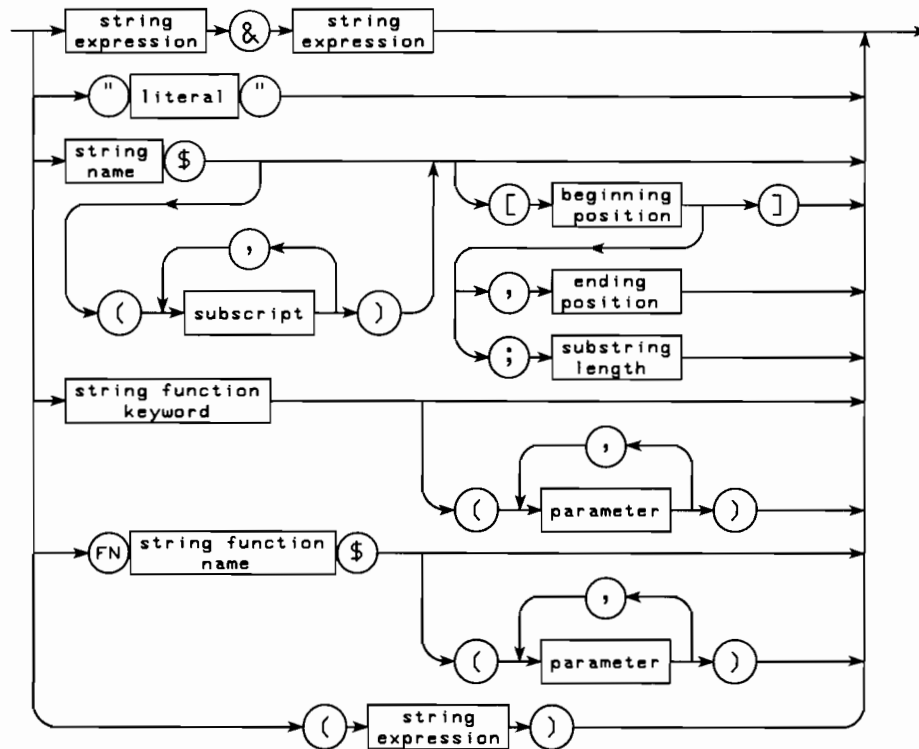 string expression & string expression
" literal "
string name $
[ beginning position ]
,
( subscript )
, ending position
; substring length
string function keyword
,
( parameter )
FN string function name $
,
( parameter )
( string expression )